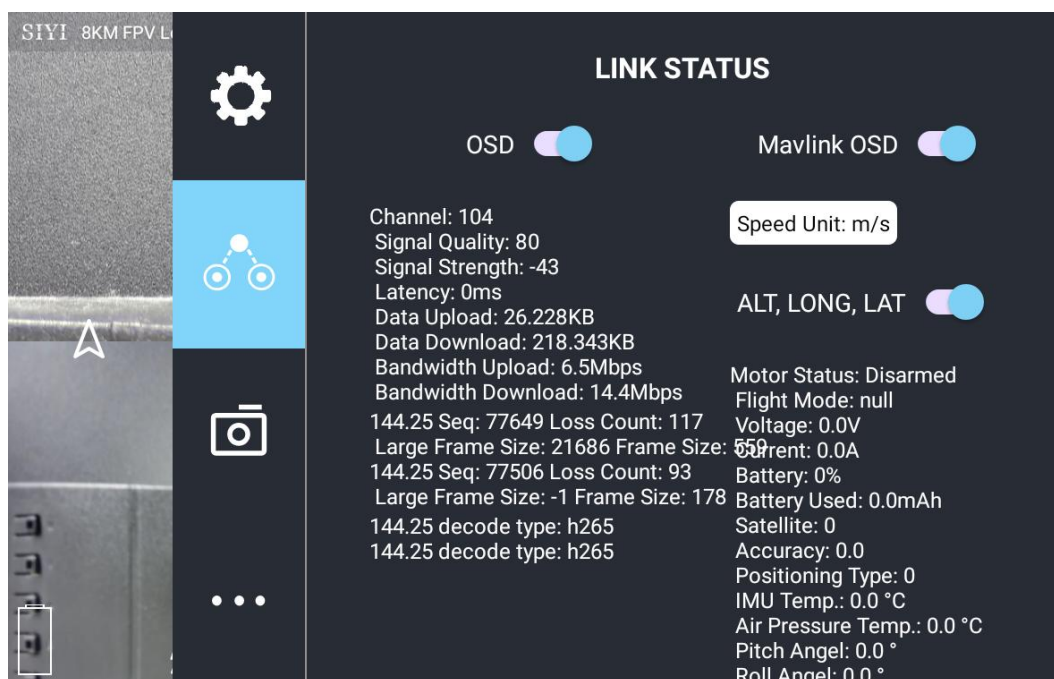 SIYI 8KM FPV
LINK STATUS
OSD
Mavlink OSD
Channel: 104
Signal Quality: 80
Signal Strength: -43
Latency: 0ms
Data Upload: 26.228KB
Data Download: 218.343KB
Bandwidth Upload: 6.5Mbps
Bandwidth Download: 14.4Mbps
144.25 Seq: 77649 Loss Count: 117
Large Frame Size: 21686 Frame Size: 559
144.25 Seq: 77506 Loss Count: 93
Large Frame Size: -1 Frame Size: 178
144.25 decode type: h265
144.25 decode type: h265
Speed Unit: m/s
ALT, LONG, LAT
Motor Status: Disarmed
Flight Mode: null
Voltage: 0.0V
Current: 0.0A
Battery: 0%
Battery Used: 0.0mAh
Satellite: 0
Accuracy: 0.0
Positioning Type: 0
IMU Temp.: 0.0 °C
Air Pressure Temp.: 0.0 °C
Pitch Angel: 0.0 °
Roll Angel: 0.0 °